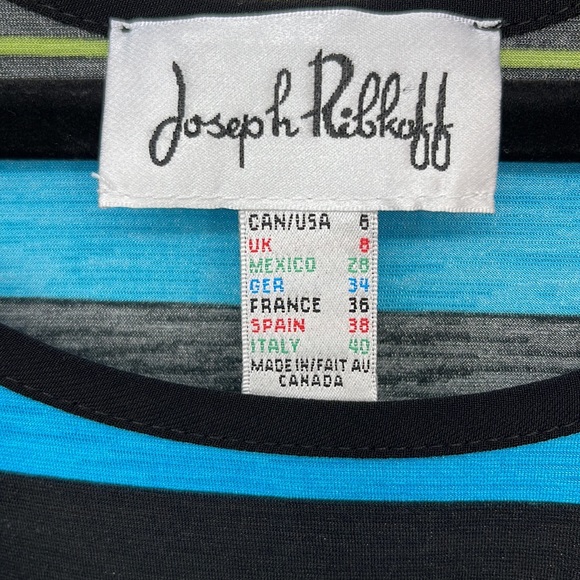 Joseph Ribkoff
CAN/USA 6
UK 8
MEXICO 28
GER 34
FRANCE 36
SPAIN 38
ITALY 40
MADE IN/FAIT AU
CANADA